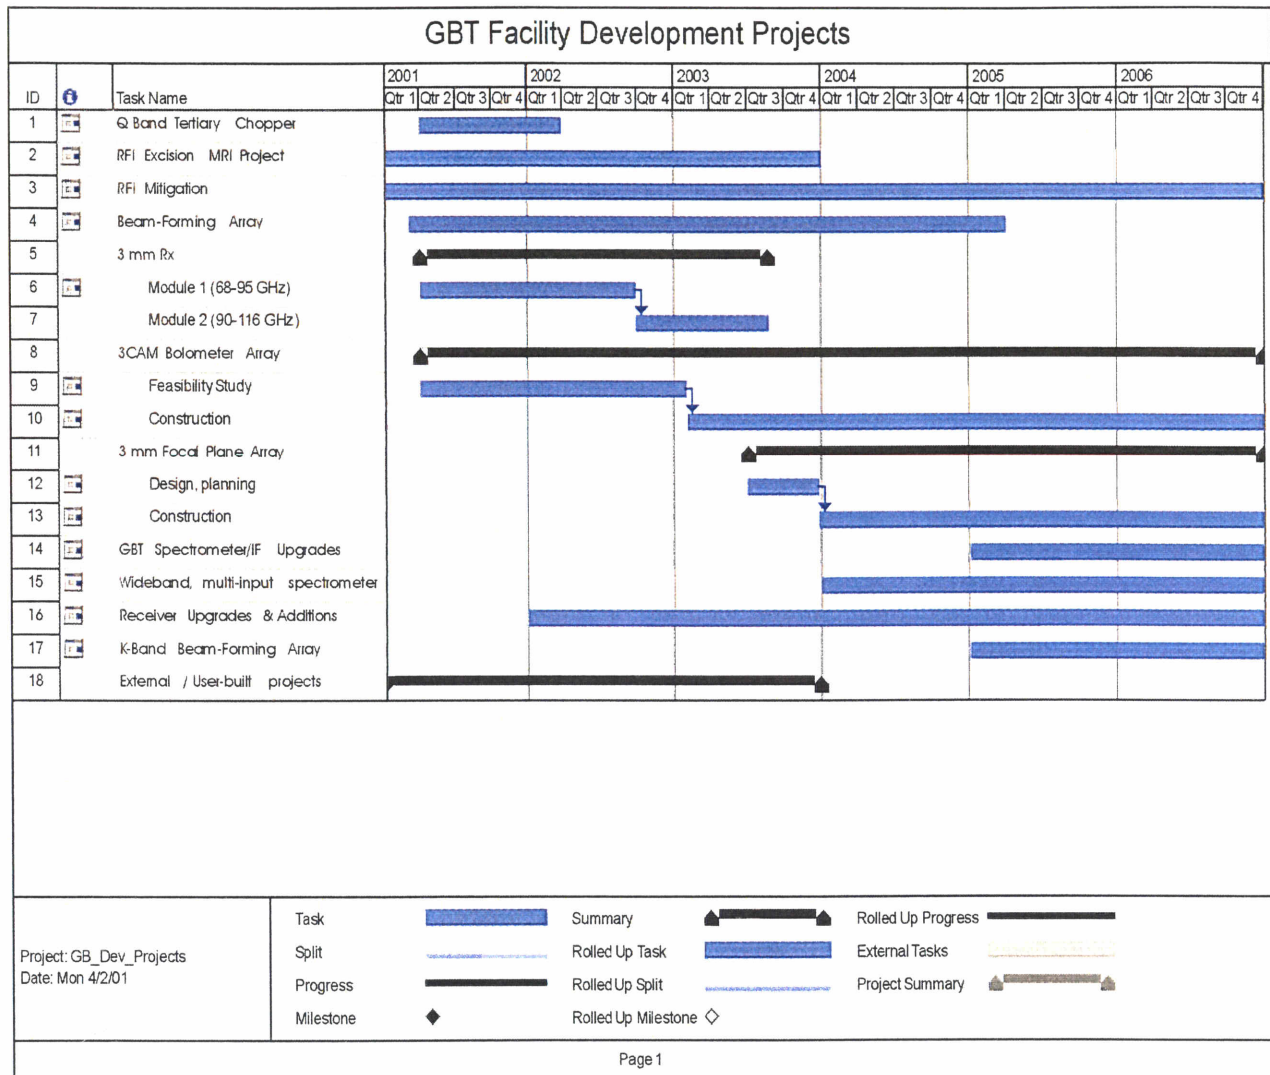 GBT Facility Development Projects
2001 2002 2003 2004 2005 2006
ID Task Name Qtr 1 Qtr 2 Qtr 3 Qtr 4 Qtr 1 Qtr 2 Qtr 3 Qtr 4 Qtr 1 Qtr 2 Qtr 3 Qtr 4 Qtr 1 Qtr 2 Qtr 3 Qtr 4 Qtr 1 Qtr 2 Qtr 3 Qtr 4 Qtr 1 Qtr 2 Qtr 3 Qtr 4
1 Q Band Tertiary Chopper
2 RFI Excision MRI Project
3 RFI Mitigation
4 Beam-Forming Array
5 3 mm Rx
6 Module 1 (68-95 GHz)
7 Module 2 (90-116 GHz)
8 3CAM Bolometer Array
9 Feasibility Study
10 Construction
11 3 mm Focal Plane Array
12 Design, planning
13 Construction
14 GBT Spectrometer/IF Upgrades
15 Wideband, multi-input spectrometer
16 Receiver Upgrades & Additions
17 K-Band Beam-Forming Array
18 External / User-built projects
Project: GB_Dev_Projects
Date: Mon 4/2/01
Task Summary Rolled Up Progress
Split Rolled Up Task External Tasks
Progress Rolled Up Split Project Summary
Milestone Rolled Up Milestone
Page 1